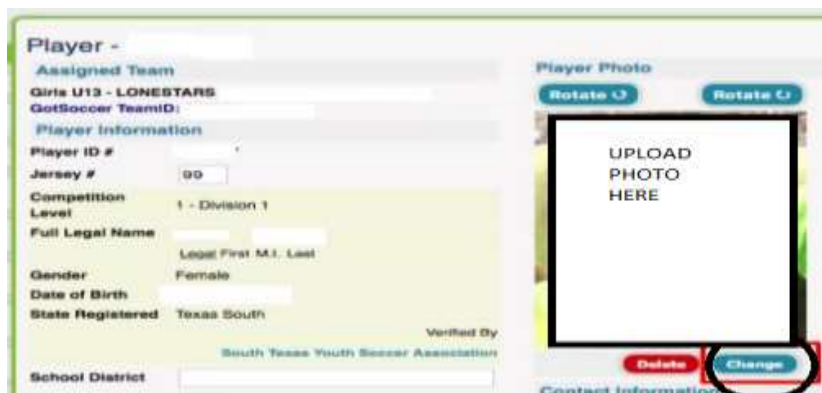 Player -
Assigned Team
Girls U13 - LONESTARS
GotSoccer TeamID:
Player Information
Player ID #
Jersey # 99
Competition Level 1 - Division 1
Full Legal Name
Legal First M.I. Last
Gender Female
Date of Birth
State Registered Texas South
Verified By
South Texas Youth Soccer Association
School District
Player Photo
Rotate ↺ Rotate ↻
UPLOAD
PHOTO
HERE
Delete Change
Contact Information